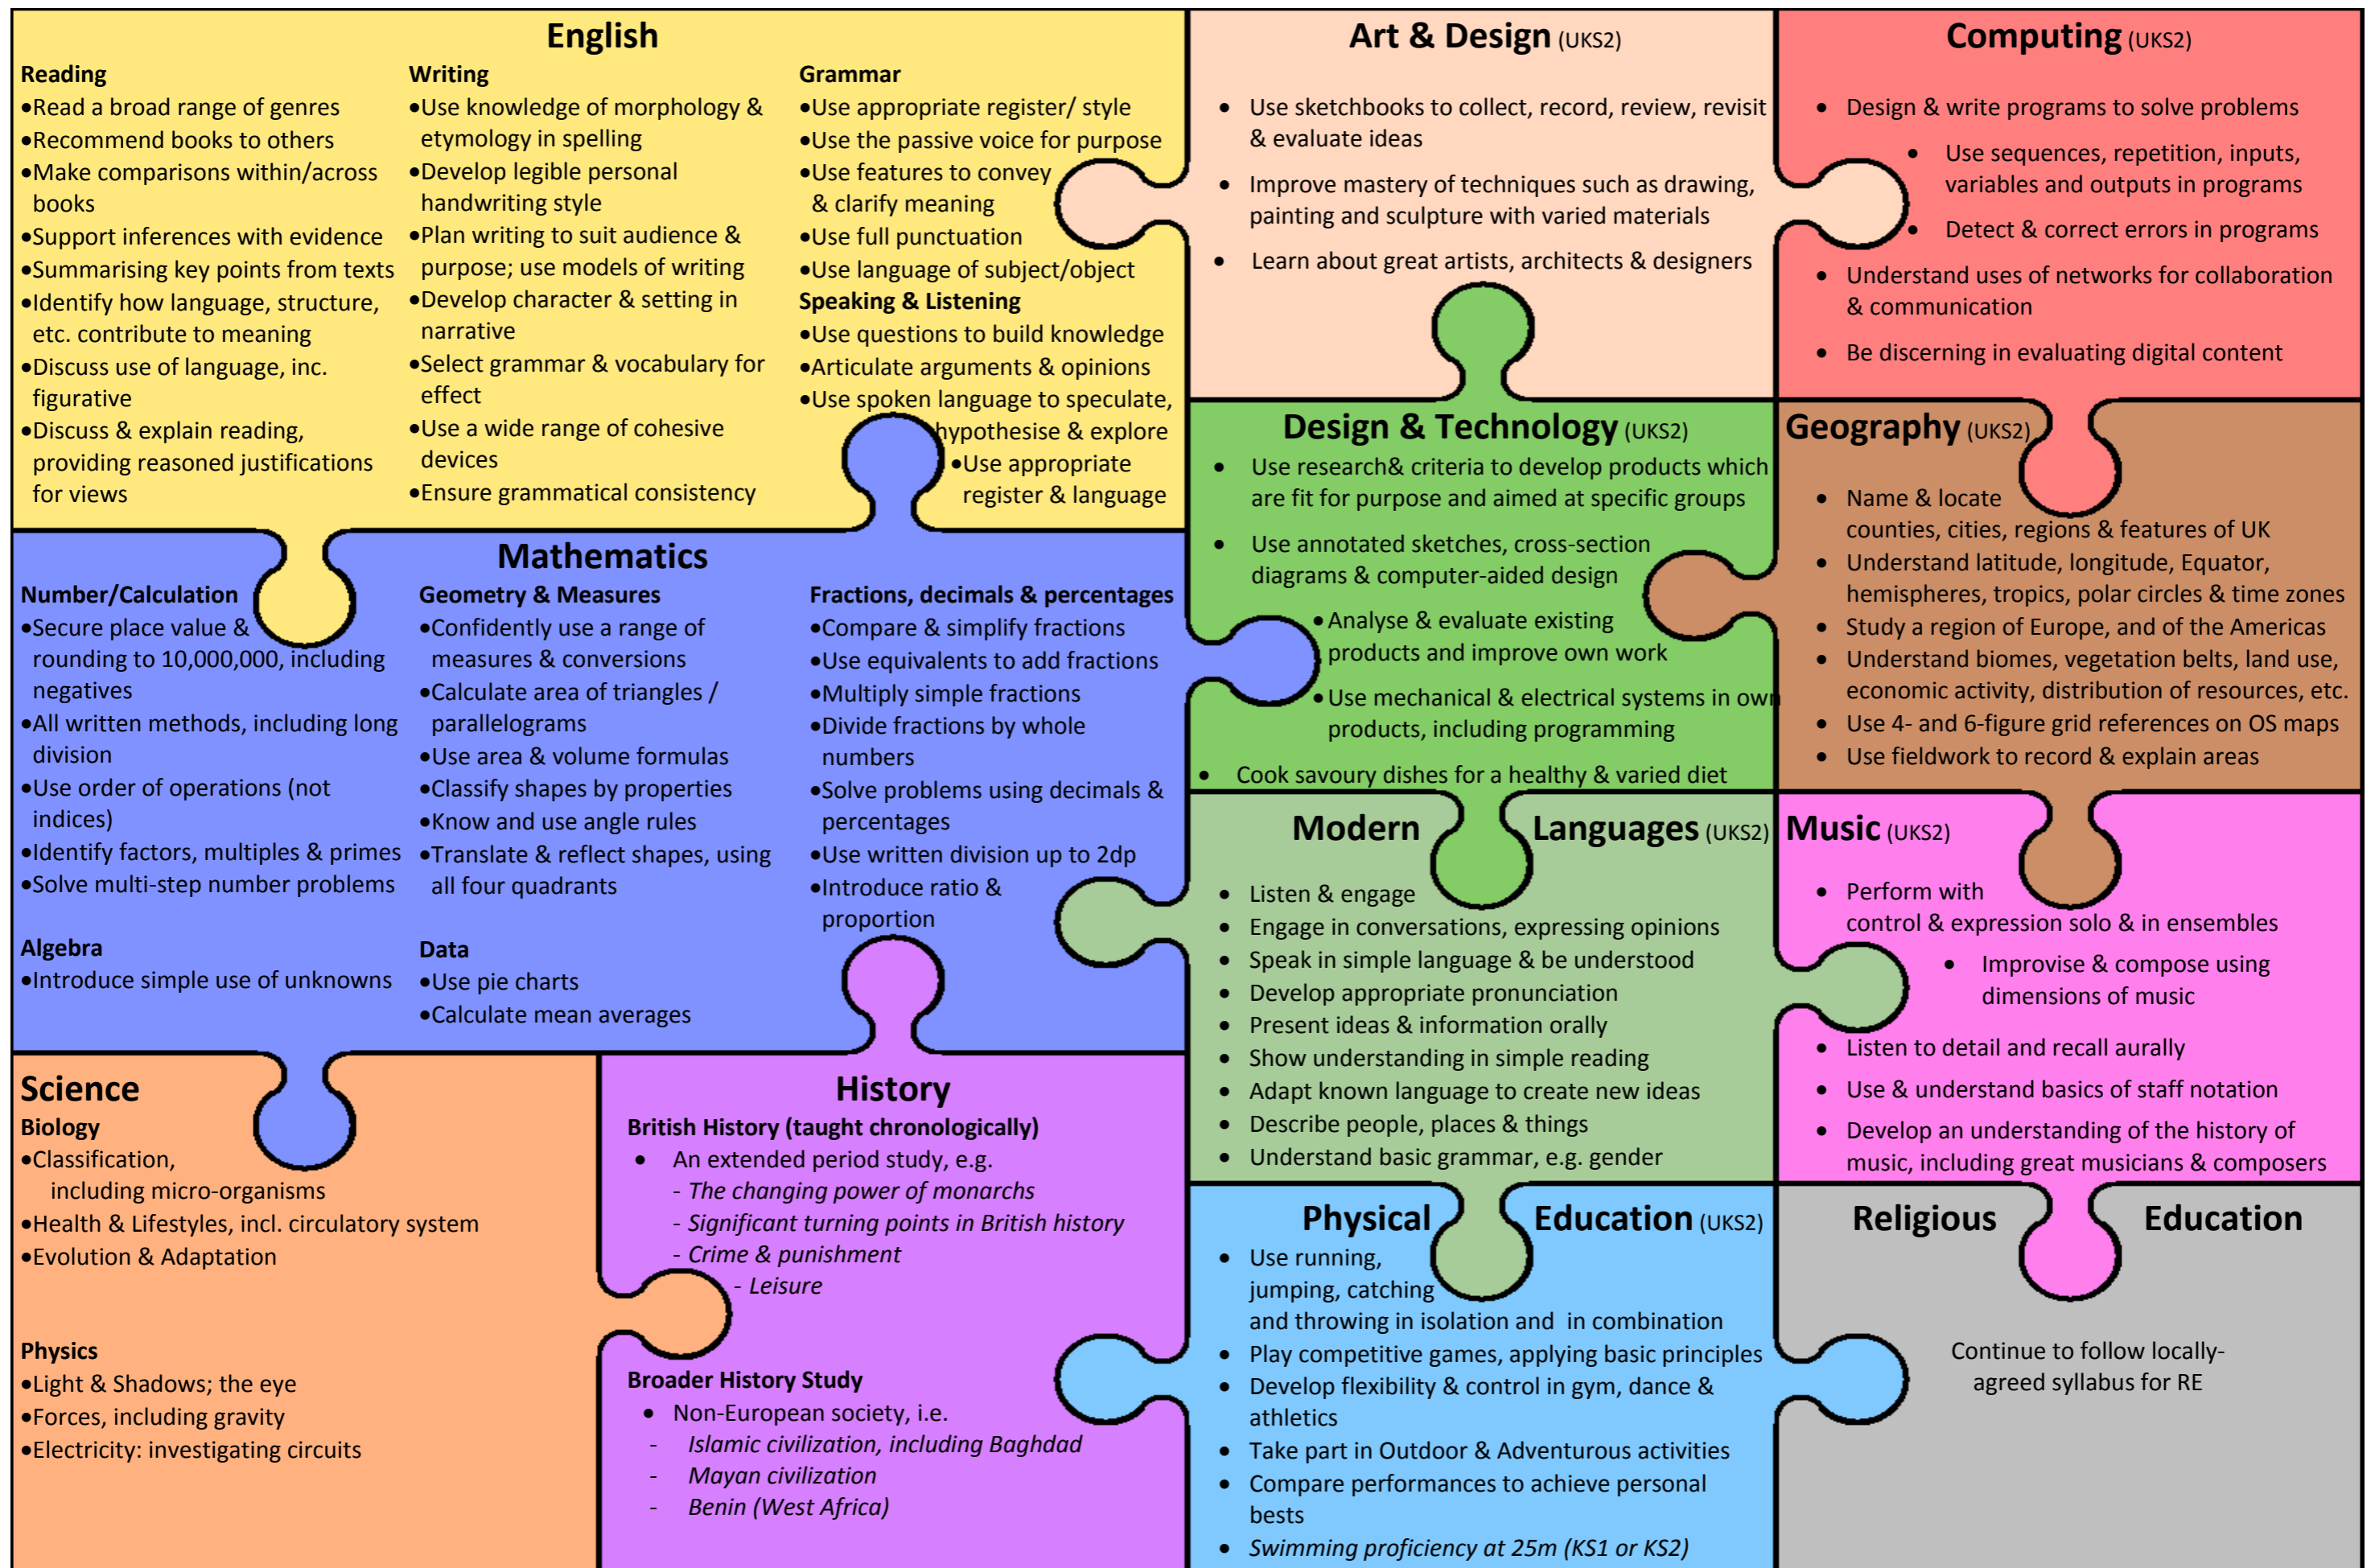 English
Reading
•Read a broad range of genres
•Recommend books to others
•Make comparisons within/across
books
•Support inferences with evidence
•Summarising key points from texts
•Identify how language, structure,
etc. contribute to meaning
•Discuss use of language, inc.
figurative
•Discuss & explain reading,
providing reasoned justifications
for views
Writing
•Use knowledge of morphology &
etymology in spelling
•Develop legible personal
handwriting style
•Plan writing to suit audience &
purpose; use models of writing
•Develop character & setting in
narrative
•Select grammar & vocabulary for
effect
•Use a wide range of cohesive
devices
•Ensure grammatical consistency
Grammar
•Use appropriate register/ style
•Use the passive voice for purpose
•Use features to convey
& clarify meaning
•Use full punctuation
•Use language of subject/object
Speaking & Listening
•Use questions to build knowledge
•Articulate arguments & opinions
•Use spoken language to speculate,
hypothesise & explore
•Use appropriate
register & language
Art & Design (UKS2)
• Use sketchbooks to collect, record, review, revisit
& evaluate ideas
• Improve mastery of techniques such as drawing,
painting and sculpture with varied materials
• Learn about great artists, architects & designers
Computing (UKS2)
• Design & write programs to solve problems
• Use sequences, repetition, inputs,
variables and outputs in programs
• Detect & correct errors in programs
• Understand uses of networks for collaboration
& communication
• Be discerning in evaluating digital content
Mathematics
Number/Calculation
•Secure place value &
rounding to 10,000,000, including
negatives
•All written methods, including long
division
•Use order of operations (not
indices)
•Identify factors, multiples & primes
•Solve multi-step number problems
Algebra
•Introduce simple use of unknowns
Geometry & Measures
•Confidently use a range of
measures & conversions
•Calculate area of triangles /
parallelograms
•Use area & volume formulas
•Classify shapes by properties
•Know and use angle rules
•Translate & reflect shapes, using
all four quadrants
Data
•Use pie charts
•Calculate mean averages
Fractions, decimals & percentages
•Compare & simplify fractions
•Use equivalents to add fractions
•Multiply simple fractions
•Divide fractions by whole
numbers
•Solve problems using decimals &
percentages
•Use written division up to 2dp
•Introduce ratio &
proportion
Design & Technology (UKS2)
• Use research& criteria to develop products which
are fit for purpose and aimed at specific groups
• Use annotated sketches, cross-section
diagrams & computer-aided design
•Analyse & evaluate existing
products and improve own work
•Use mechanical & electrical systems in own
products, including programming
• Cook savoury dishes for a healthy & varied diet
Geography (UKS2)
• Name & locate
counties, cities, regions & features of UK
• Understand latitude, longitude, Equator,
hemispheres, tropics, polar circles & time zones
• Study a region of Europe, and of the Americas
• Understand biomes, vegetation belts, land use,
economic activity, distribution of resources, etc.
• Use 4- and 6-figure grid references on OS maps
• Use fieldwork to record & explain areas
Modern Languages (UKS2)
• Listen & engage
• Engage in conversations, expressing opinions
• Speak in simple language & be understood
• Develop appropriate pronunciation
• Present ideas & information orally
• Show understanding in simple reading
• Adapt known language to create new ideas
• Describe people, places & things
• Understand basic grammar, e.g. gender
Music (UKS2)
• Perform with
control & expression solo & in ensembles
• Improvise & compose using
dimensions of music
• Listen to detail and recall aurally
• Use & understand basics of staff notation
• Develop an understanding of the history of
music, including great musicians & composers
Science
Biology
•Classification,
including micro-organisms
•Health & Lifestyles, incl. circulatory system
•Evolution & Adaptation
Physics
•Light & Shadows; the eye
•Forces, including gravity
•Electricity: investigating circuits
History
British History (taught chronologically)
• An extended period study, e.g.
- The changing power of monarchs
- Significant turning points in British history
- Crime & punishment
- Leisure
Broader History Study
• Non-European society, i.e.
- Islamic civilization, including Baghdad
- Mayan civilization
- Benin (West Africa)
Physical Education (UKS2)
• Use running,
jumping, catching
and throwing in isolation and in combination
• Play competitive games, applying basic principles
• Develop flexibility & control in gym, dance &
athletics
• Take part in Outdoor & Adventurous activities
• Compare performances to achieve personal
bests
• Swimming proficiency at 25m (KS1 or KS2)
Religious Education
Continue to follow locally-
agreed syllabus for RE